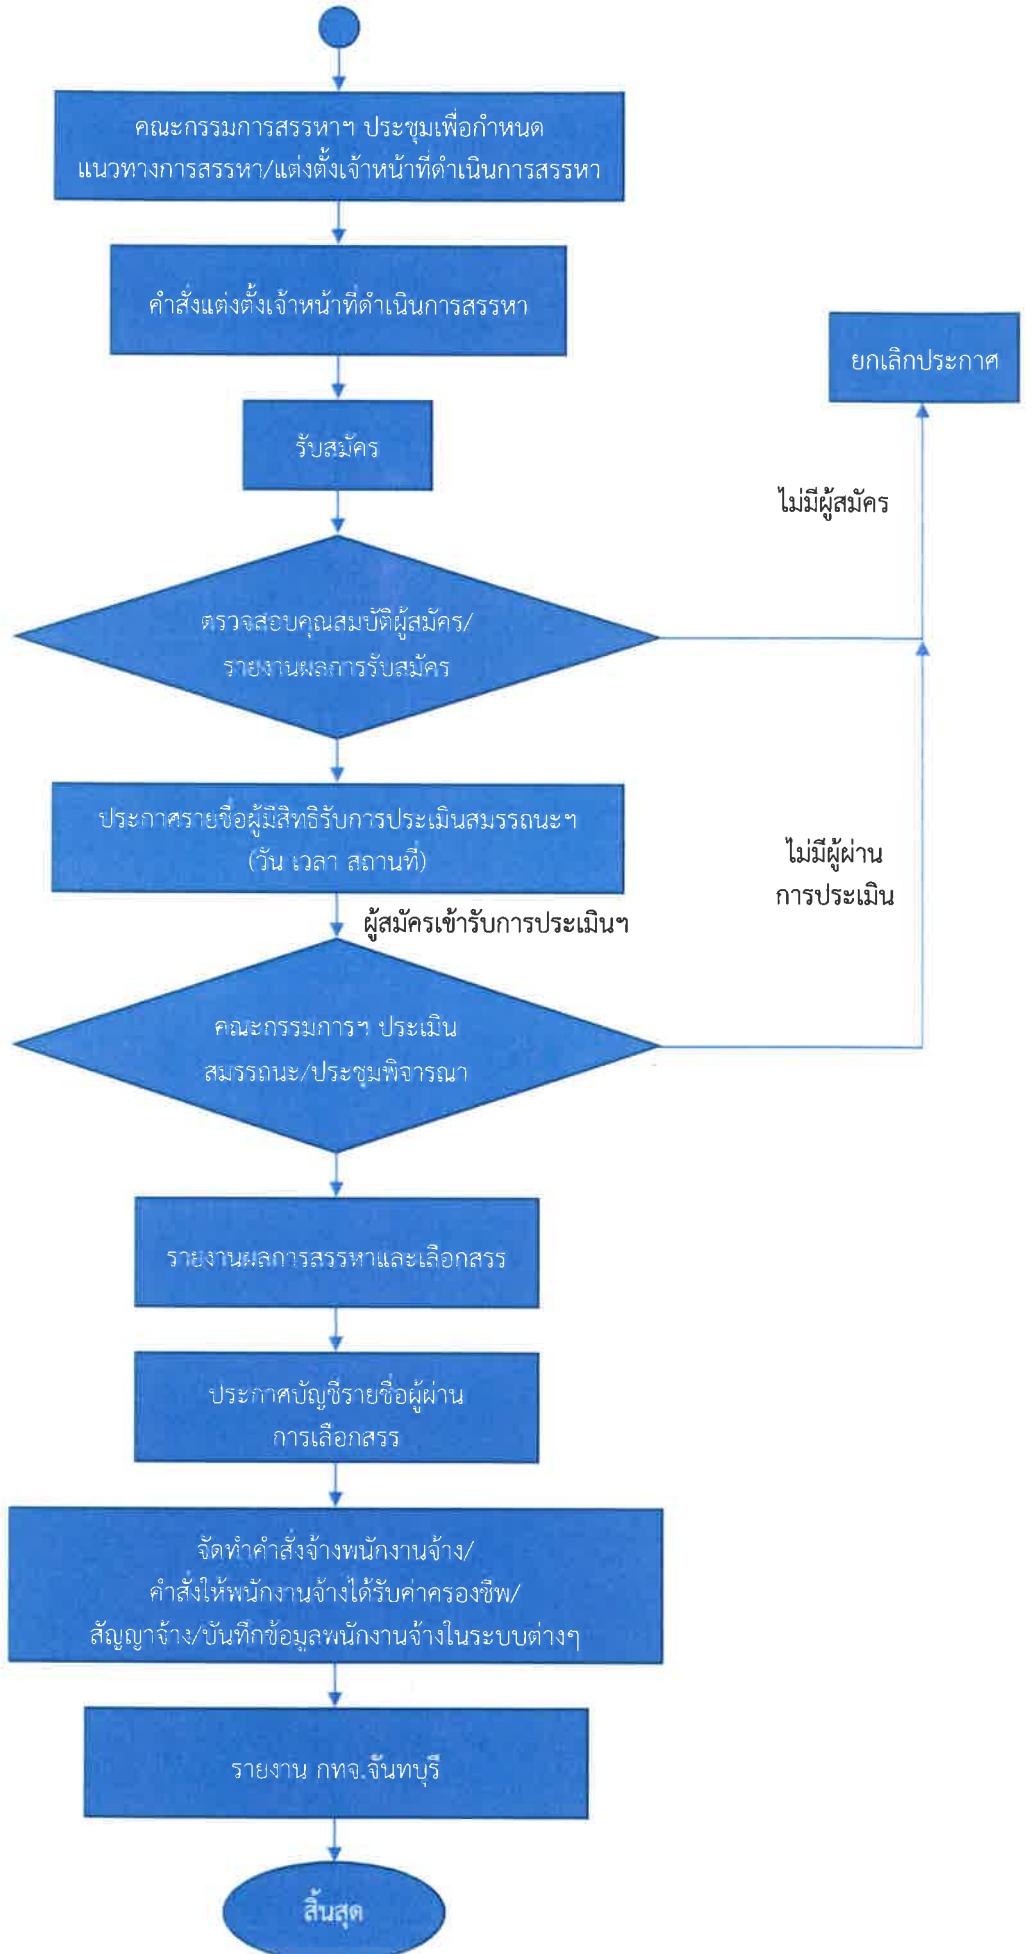 คณะกรรมการสรรหาฯ ประชุมเพื่อกำหนด
แนวทางการสรรหา/แต่งตั้งเจ้าหน้าที่ดำเนินการสรรหา
คำสั่งแต่งตั้งเจ้าหน้าที่ดำเนินการสรรหา
ยกเลิกประกาศ
รับสมัคร
ไม่มีผู้สมัคร
ตรวจสอบคุณสมบัติผู้สมัคร/
รายงานผลการรับสมัคร
ประกาศรายชื่อผู้มีสิทธิรับการประเมินสมรรถนะฯ
(วัน เวลา สถานที่)
ไม่มีผู้ผ่าน
การประเมิน
ผู้สมัครเข้ารับการประเมินฯ
คณะกรรมการฯ ประเมิน
สมรรถนะ/ประชุมพิจารณา
รายงานผลการสรรหาและเลือกสรร
ประกาศบัญชีรายชื่อผู้ผ่าน
การเลือกสรร
จัดทำคำสั่งจ้างพนักงานจ้าง/
คำสั่งให้พนักงานจ้างได้รับค่าครองชีพ/
สัญญาจ้าง/บันทึกข้อมูลพนักงานจ้างในระบบต่างๆ
รายงาน กทจ.จันทบุรี
สิ้นสุด